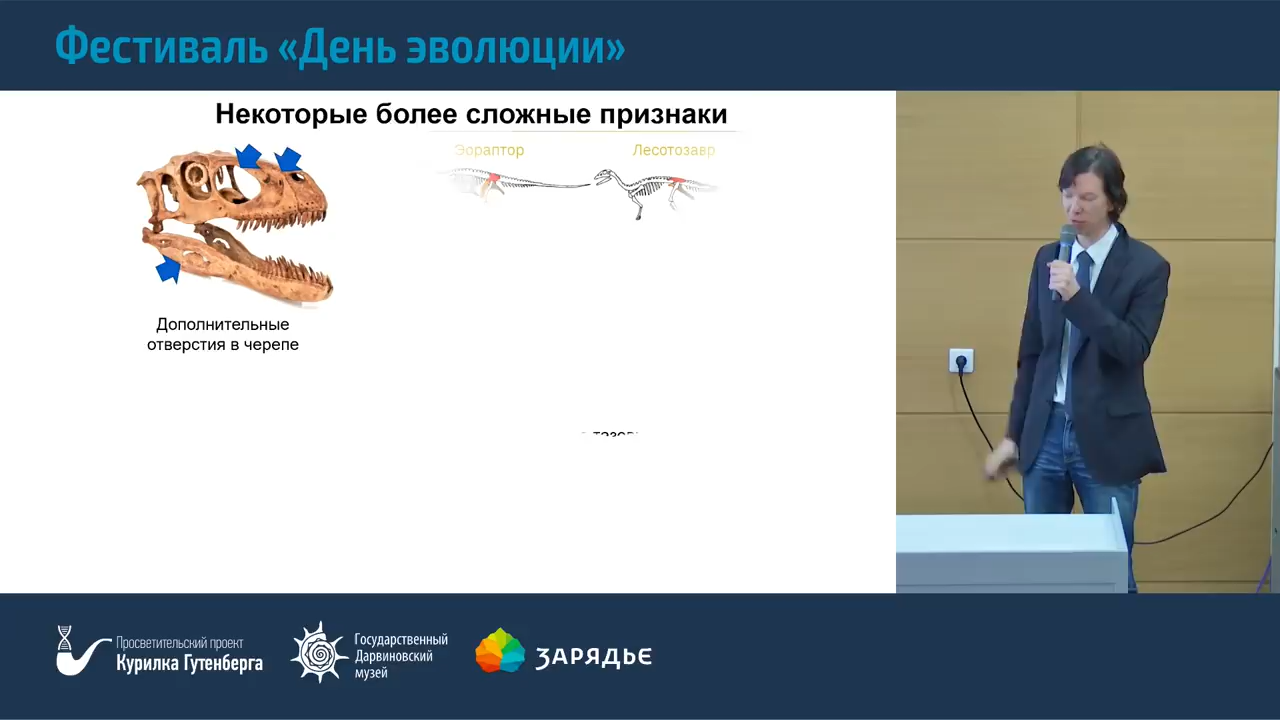 Фестиваль «День эволюции»
Некоторые более сложные признаки
Эораптор
Лесотозавр
Дополнительные
отверстия в черепе
Просветительский проект
Курилка Гутенберга
Государственный
Дарвиновский
музей
ЗАРЯДЬЕ